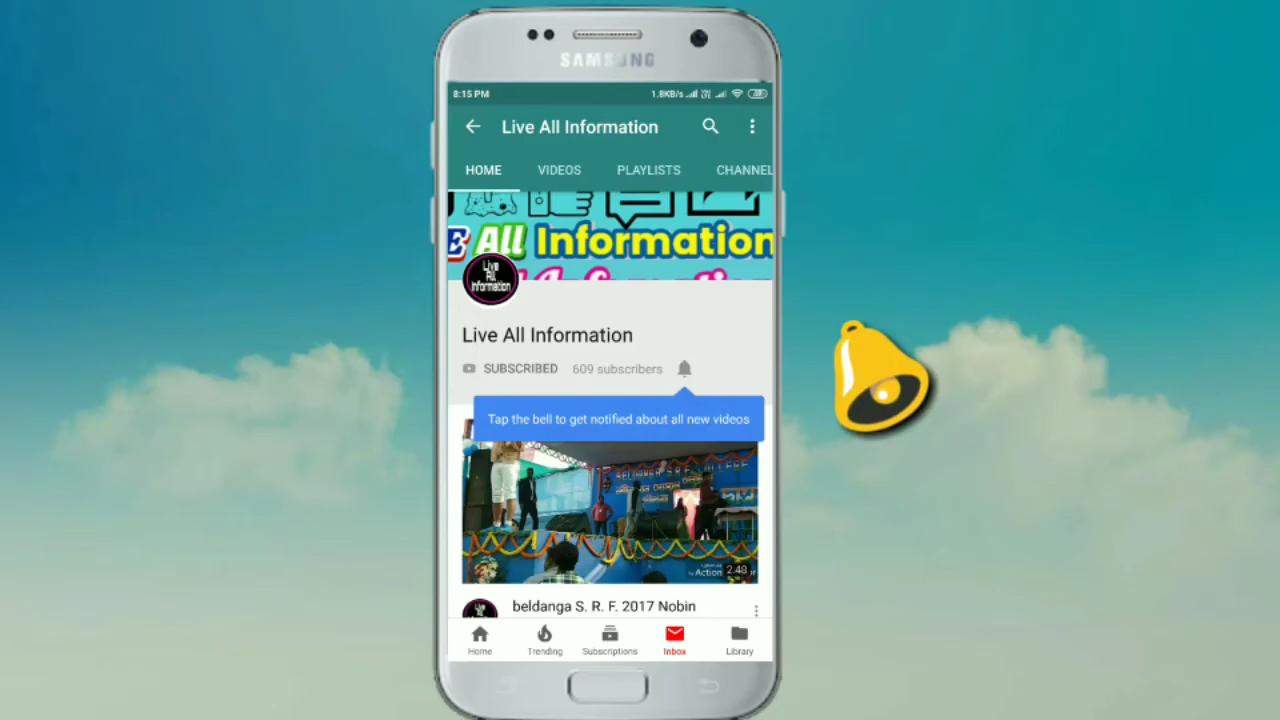 SAMSUNG
8:15 PM
1.8KB/s
Live All Information
HOME VIDEOS PLAYLISTS CHANNEL
E All Information
Live
All
Information
Live All Information
SUBSCRIBED 609 subscribers
Tap the bell to get notified about all new videos
Action
2:48
beldanga S. R. F. 2017 Nobin
Home Trending Subscriptions Inbox Library